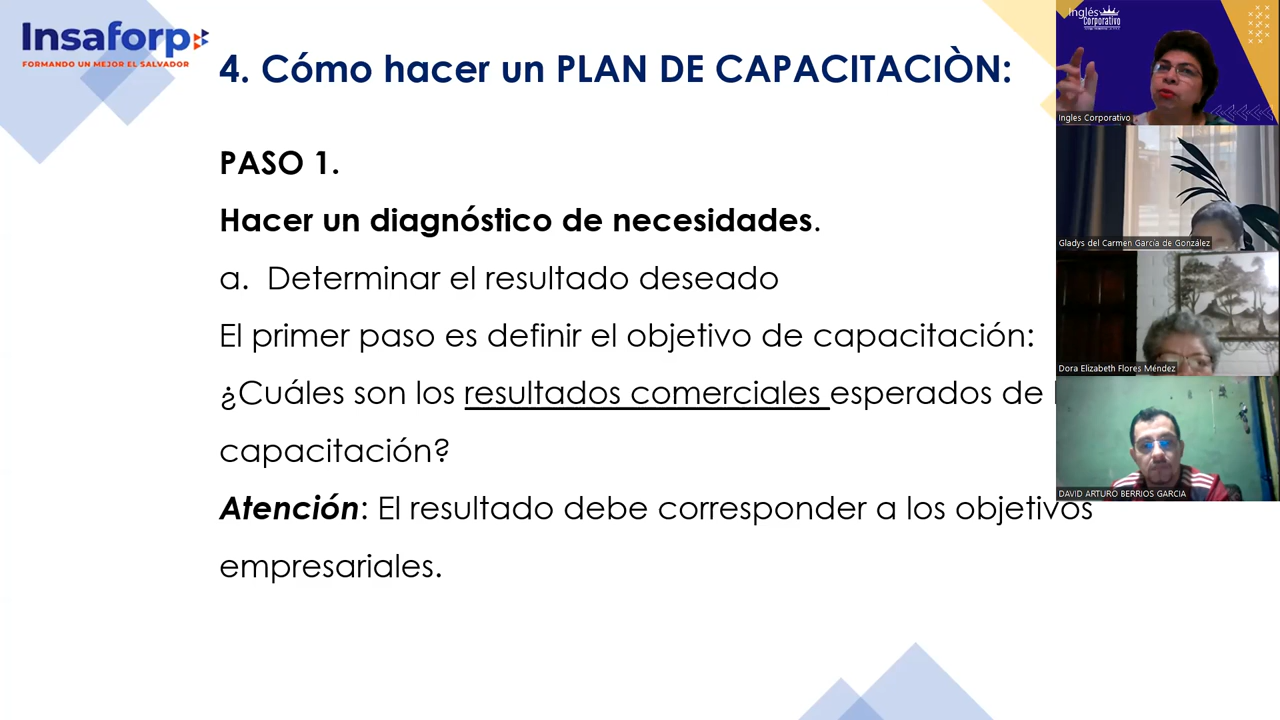 Insaforp
FORMANDO UN MEJOR EL SALVADOR
4. Cómo hacer un PLAN DE CAPACITACIÒN:
PASO 1.
Hacer un diagnóstico de necesidades.
a. Determinar el resultado deseado
El primer paso es definir el objetivo de capacitación:
¿Cuáles son los resultados comerciales esperados de
capacitación?
Atención: El resultado debe corresponder a los objetivos
empresariales.
Inglés
Corporativo
Ingles Corporativo
Gladys del Carmen García de González
Dora Elizabeth Flores Méndez
DAVID ARTURO BERRIOS GARCIA